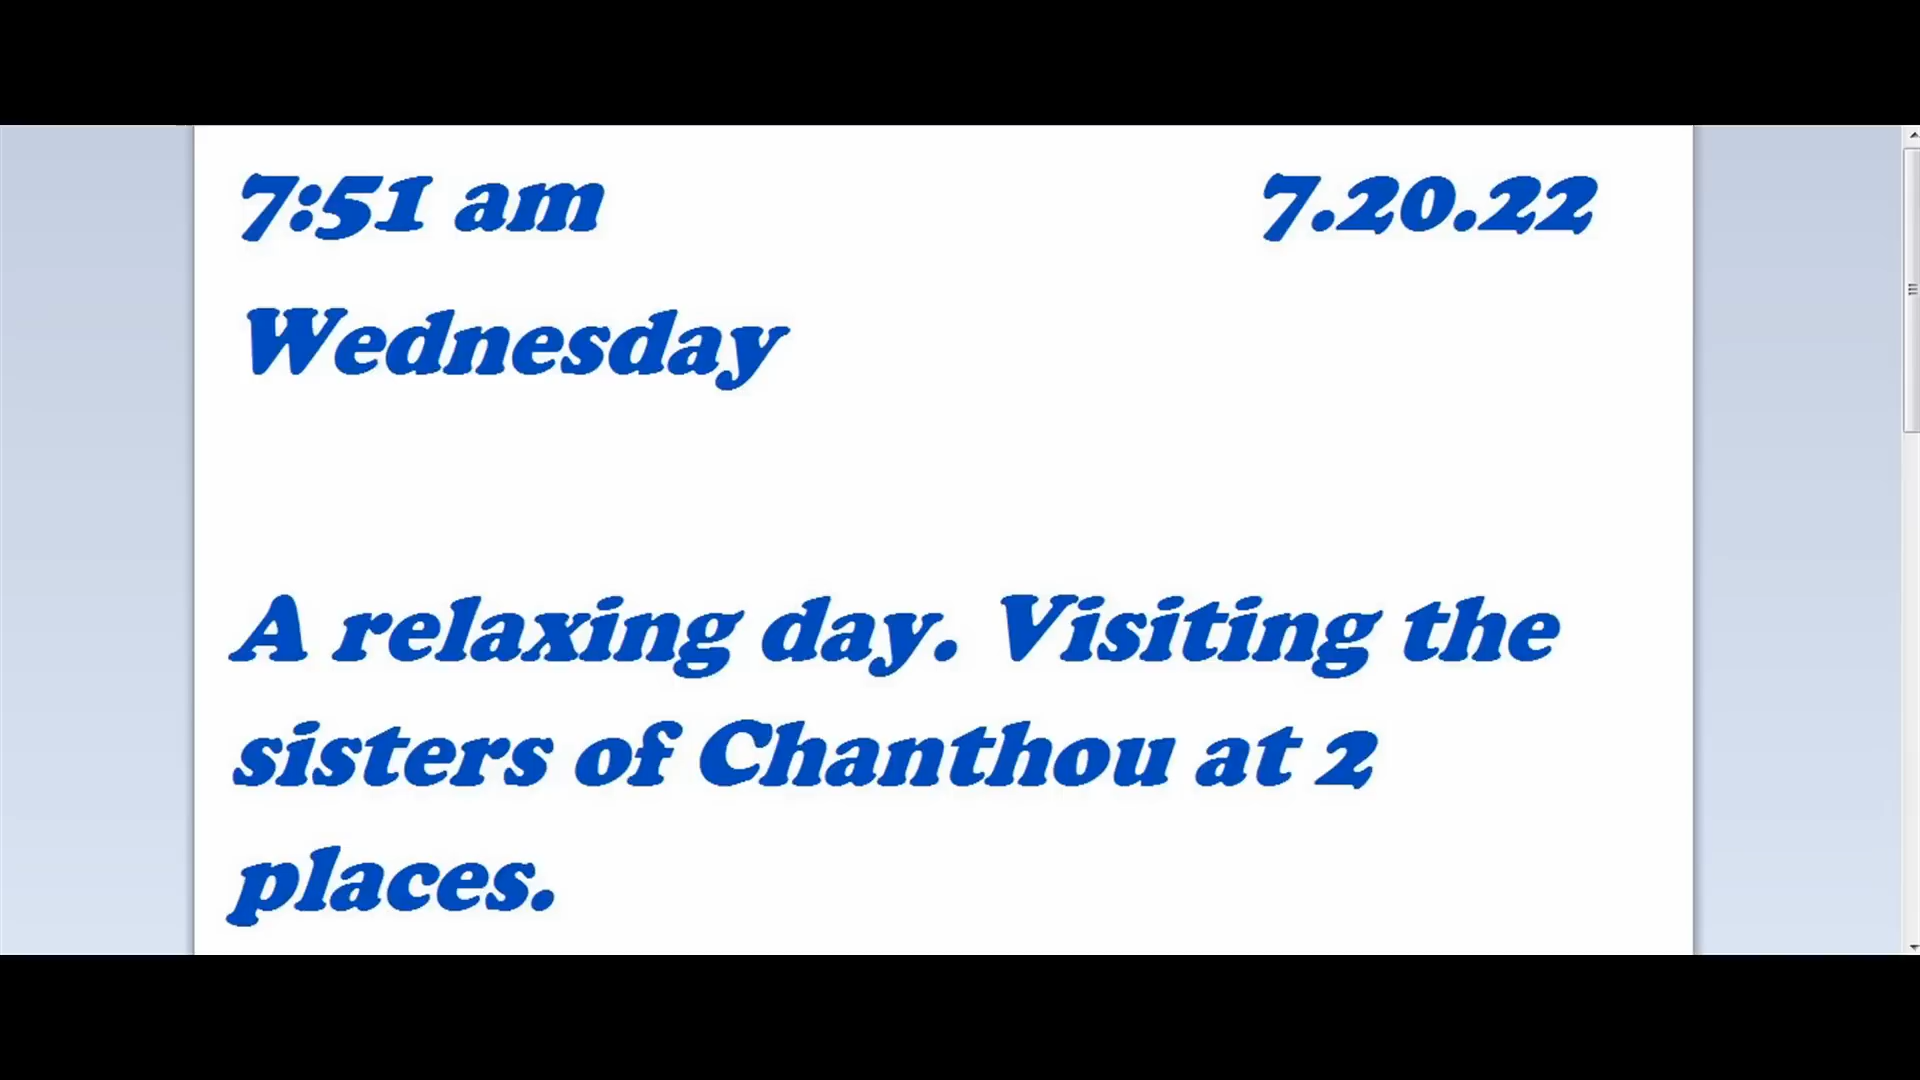 7:51 am 7.20.22
Wednesday
A relaxing day. Visiting the
sisters of Chanthou at 2
places.